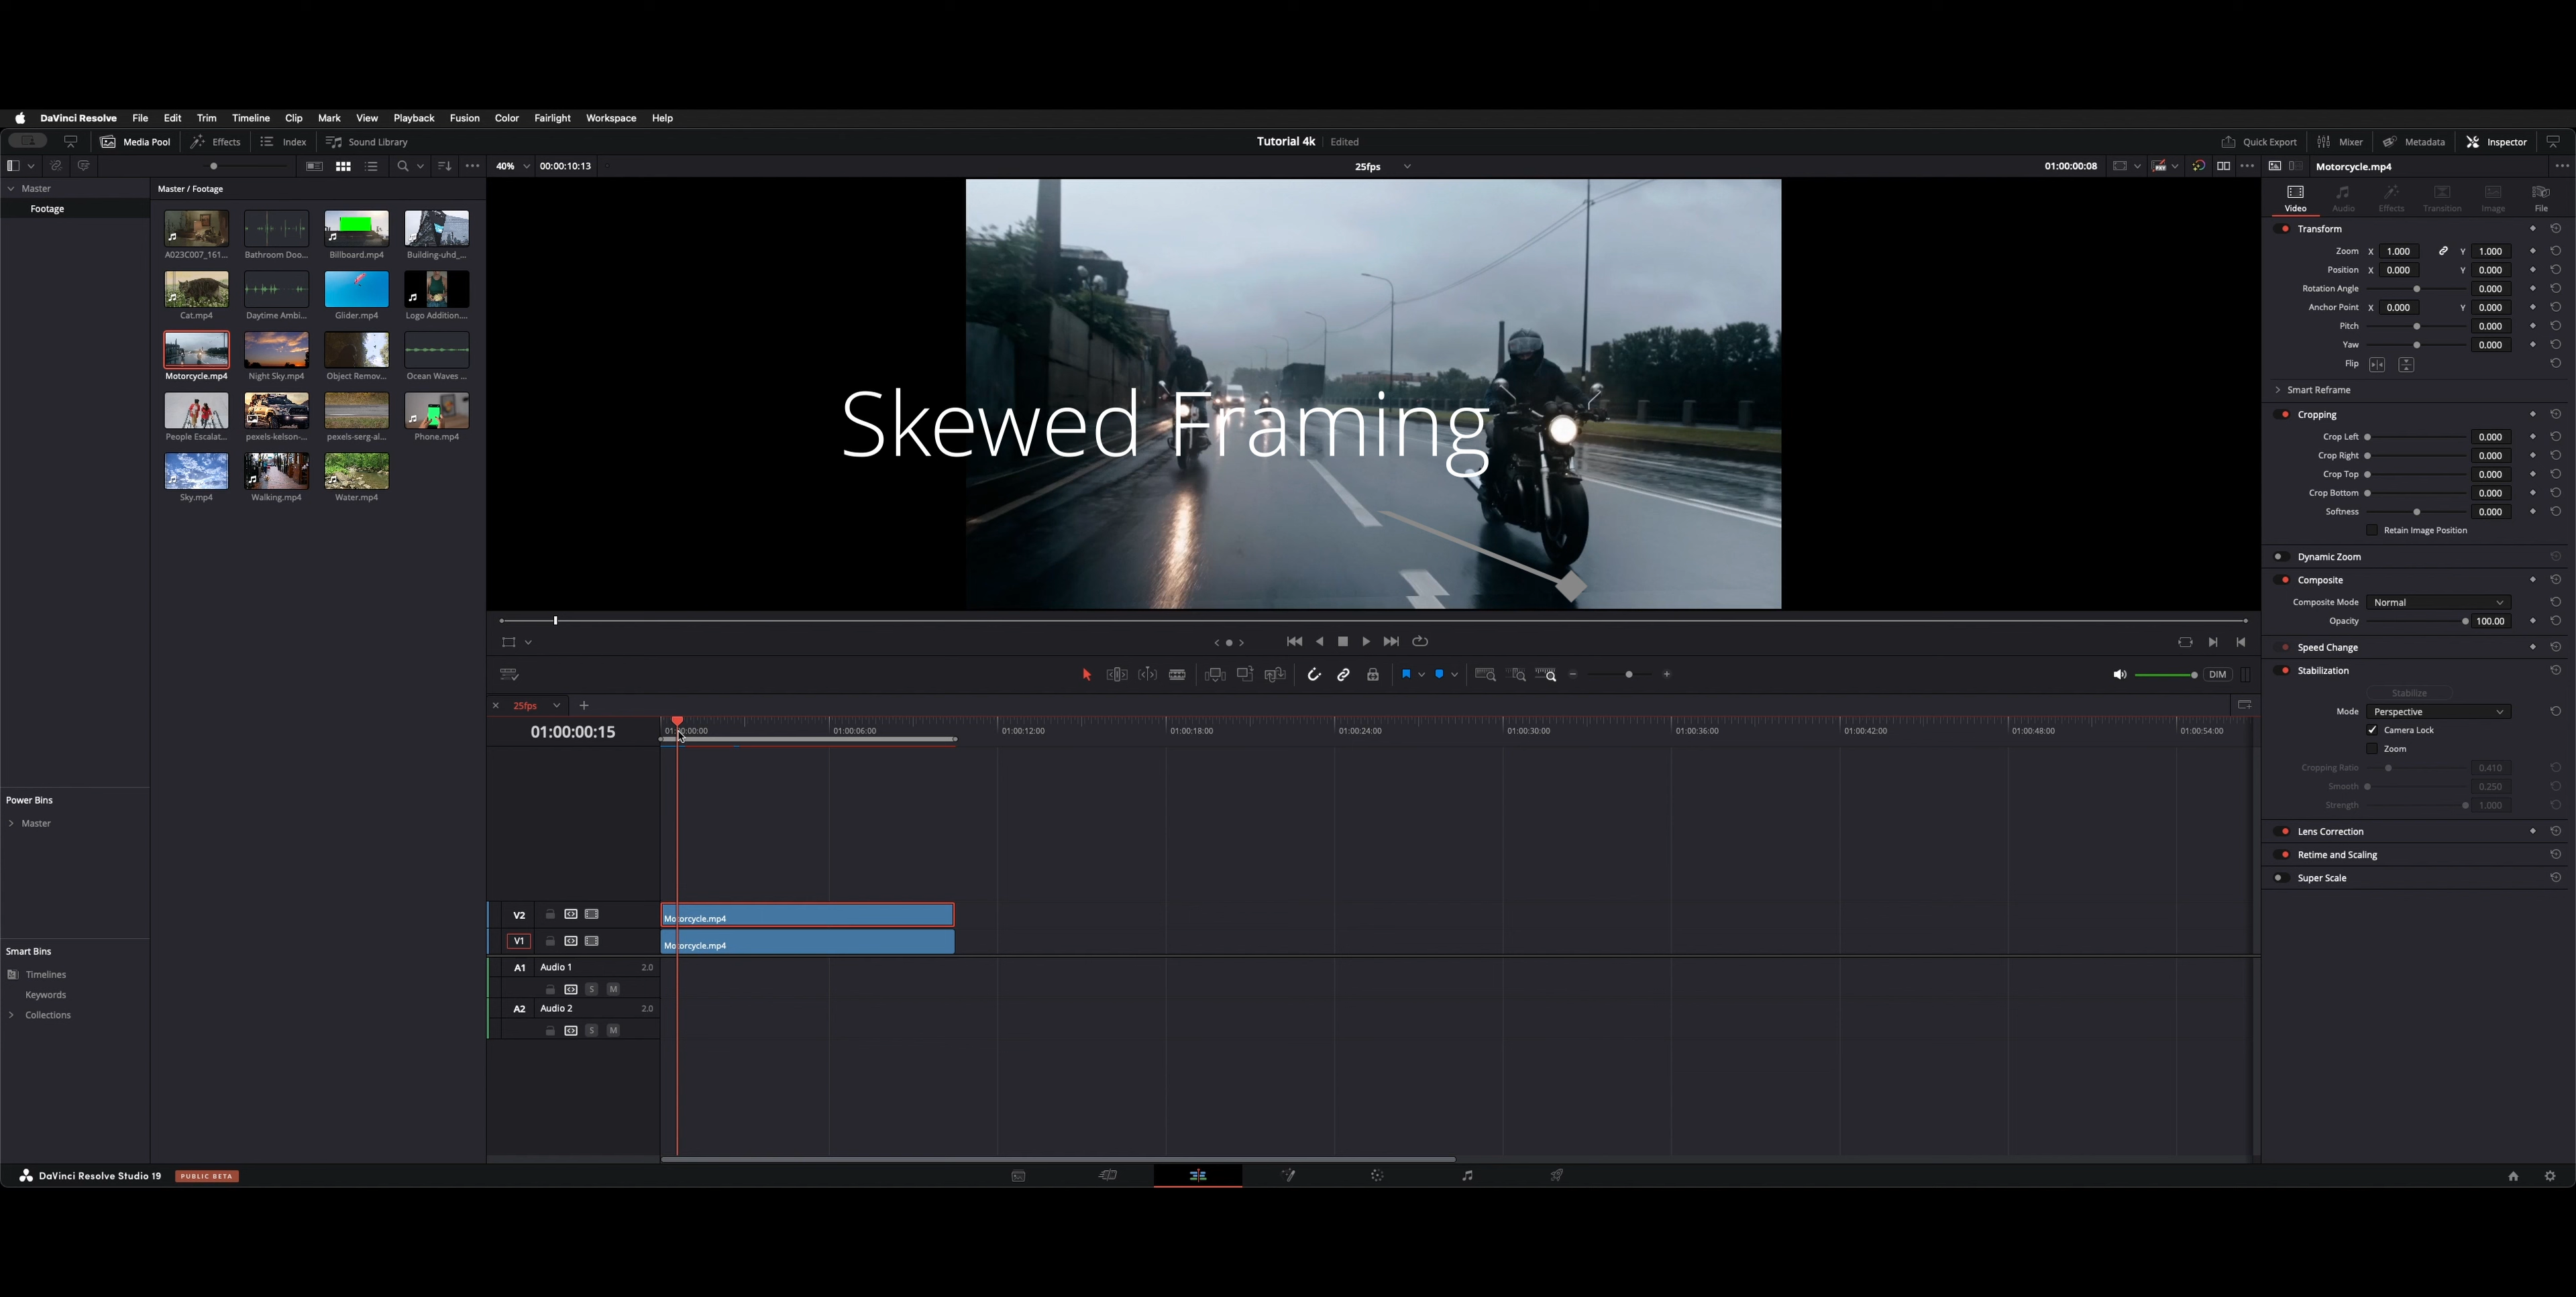 DaVinci Resolve File Edit Trim Timeline Clip Mark View Playback Fusion Color Fairlight Workspace Help
Media Pool Effects Index Sound Library Tutorial 4k Edited Quick Export Mixer Metadata Inspector
40% 00:00:10:13 25fps 01:00:00:08 Motorcycle.mp4
Master Master / Footage
Footage
A023C007_161... Bathroom Doo... Billboard.mp4 Building-uhd_...
Cat.mp4 Daytime Ambi... Glider.mp4 Logo Addition....
Motorcycle.mp4 Night Sky.mp4 Object Remov... Ocean Waves ...
People Escalat... pexels-kelson-... pexels-serg-al... Phone.mp4
Sky.mp4 Walking.mp4 Water.mp4
Power Bins
Master
Smart Bins
Timelines
Keywords
Collections
Skewed Framing
DIM
25fps
01:00:00:15
01:00:00:00 01:00:06:00 01:00:12:00 01:00:18:00 01:00:24:00 01:00:30:00 01:00:36:00 01:00:42:00 01:00:48:00 01:00:54:00
V2 Motorcycle.mp4
V1 Motorcycle.mp4
A1 Audio 1 2.0
S M
A2 Audio 2 2.0
S M
Video Audio Effects Transition Image File
Transform
Zoom X 1.000 Y 1.000
Position X 0.000 Y 0.000
Rotation Angle 0.000
Anchor Point X 0.000 Y 0.000
Pitch 0.000
Yaw 0.000
Flip
Smart Reframe
Cropping
Crop Left 0.000
Crop Right 0.000
Crop Top 0.000
Crop Bottom 0.000
Softness 0.000
Retain Image Position
Dynamic Zoom
Composite
Composite Mode Normal
Opacity 100.00
Speed Change
Stabilization
Stabilize
Mode Perspective
Camera Lock
Zoom
Cropping Ratio 0.410
Smooth 0.250
Strength 1.000
Lens Correction
Retime and Scaling
Super Scale
DaVinci Resolve Studio 19 PUBLIC BETA